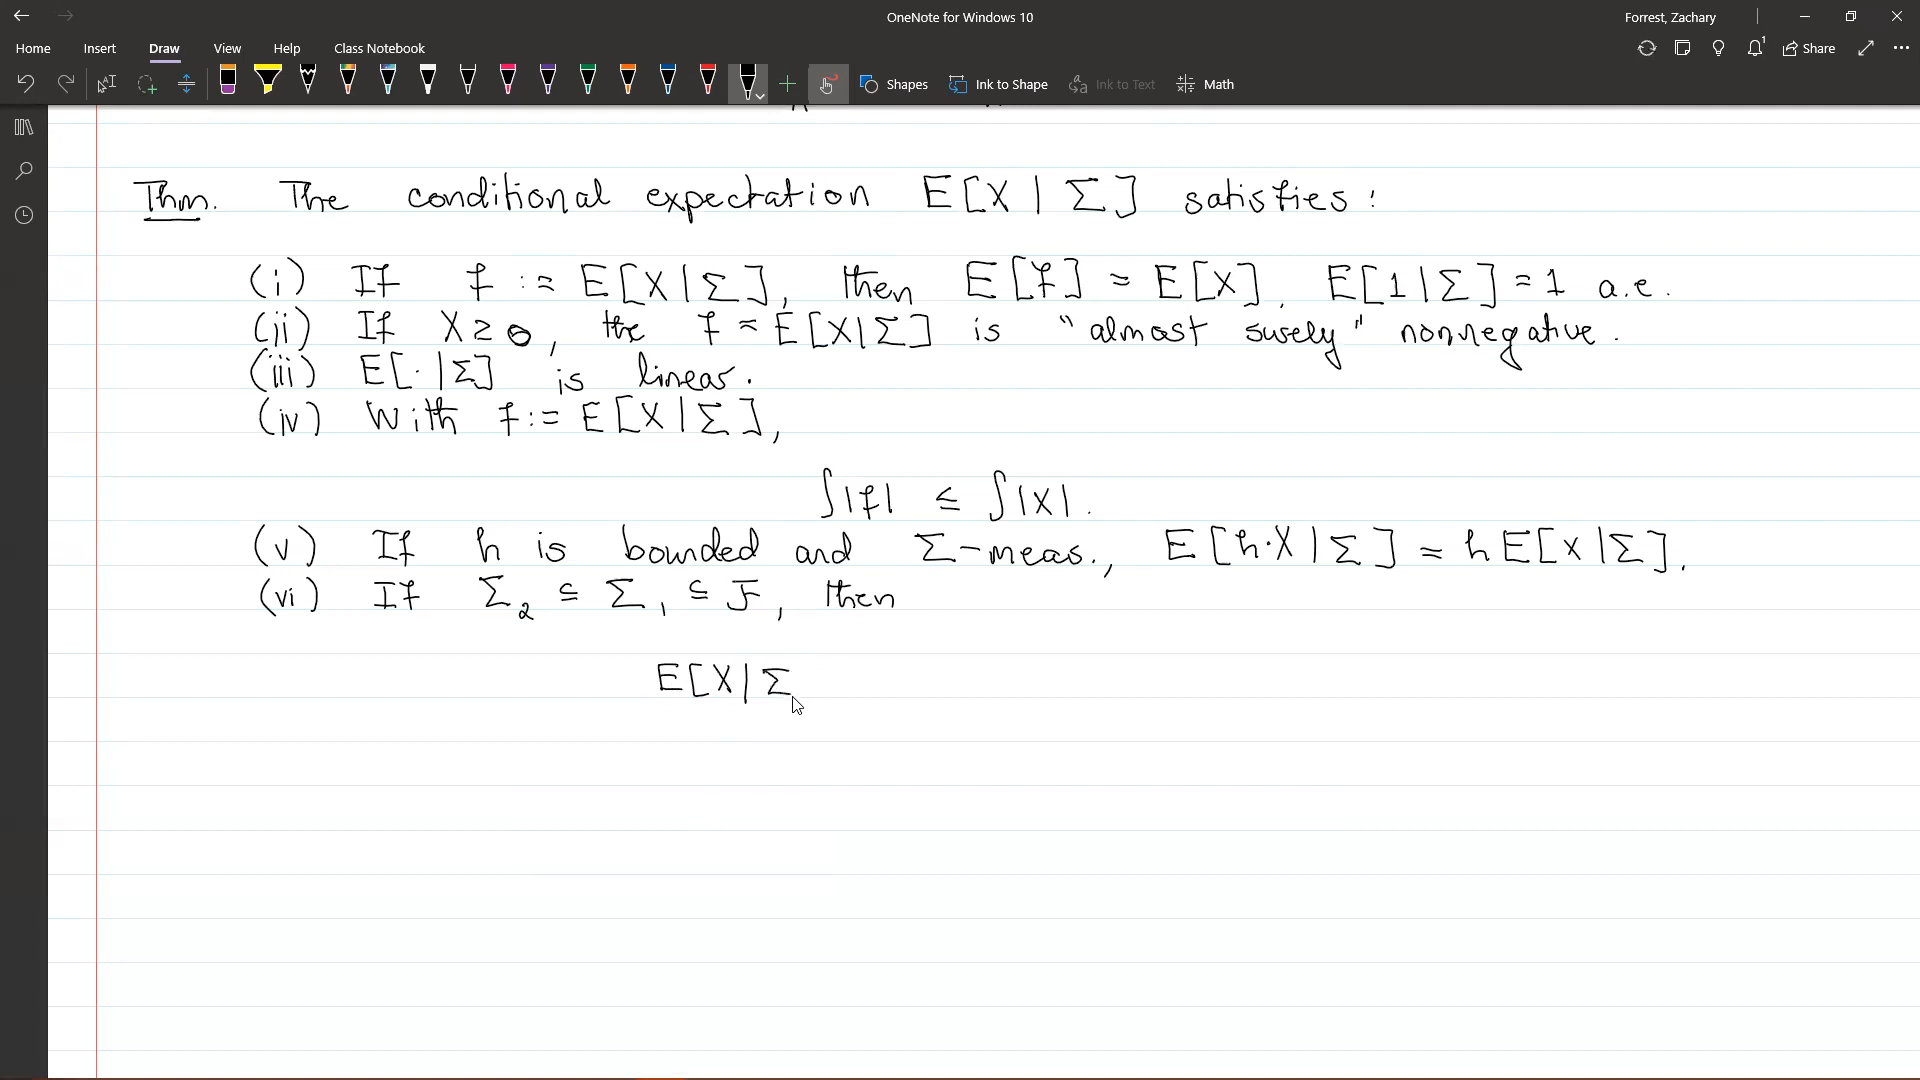 OneNote for Windows 10
Forrest, Zachary
Home Insert Draw View Help Class Notebook
Share
Shapes Ink to Shape Ink to Text Math
Thm. The conditional expectation E[X | Σ] satisfies:
(i) If f := E[X|Σ], then E[f] = E[X]. E[1|Σ] = 1 a.e.
(ii) If X ≥ 0, the f = E[X|Σ] is "almost surely" nonnegative.
(iii) E[·|Σ] is linear.
(iv) With f := E[X|Σ],
∫|f| ≤ ∫|X|.
(v) If h is bounded and Σ-meas., E[h·X|Σ] = hE[X|Σ].
(vi) If Σ₂ ⊆ Σ₁ ⊆ F, then
E[X|Σ